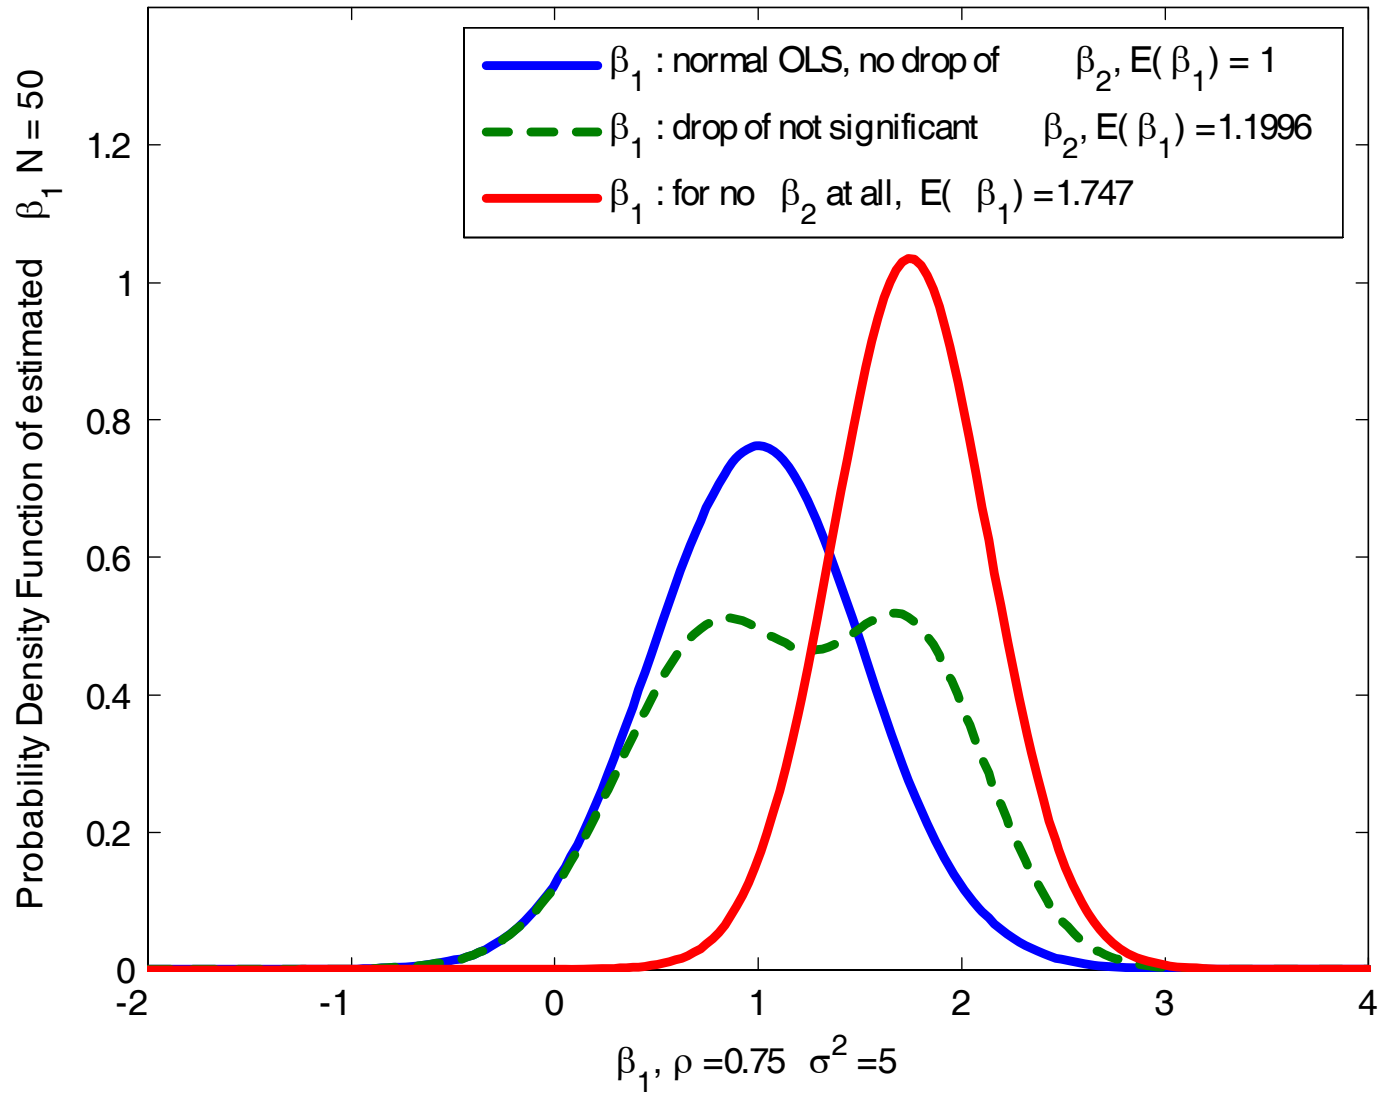 β1 : normal OLS, no drop of β2, E( β1) = 1
β1 : drop of not significant β2, E( β1) =1.1996
β1 : for no β2 at all, E( β1) =1.747
Probability Density Function of estimated β1 N = 50
1.2
1
0.8
0.6
0.4
0.2
0
-2 -1 0 1 2 3 4
β1, ρ =0.75 σ2 =5